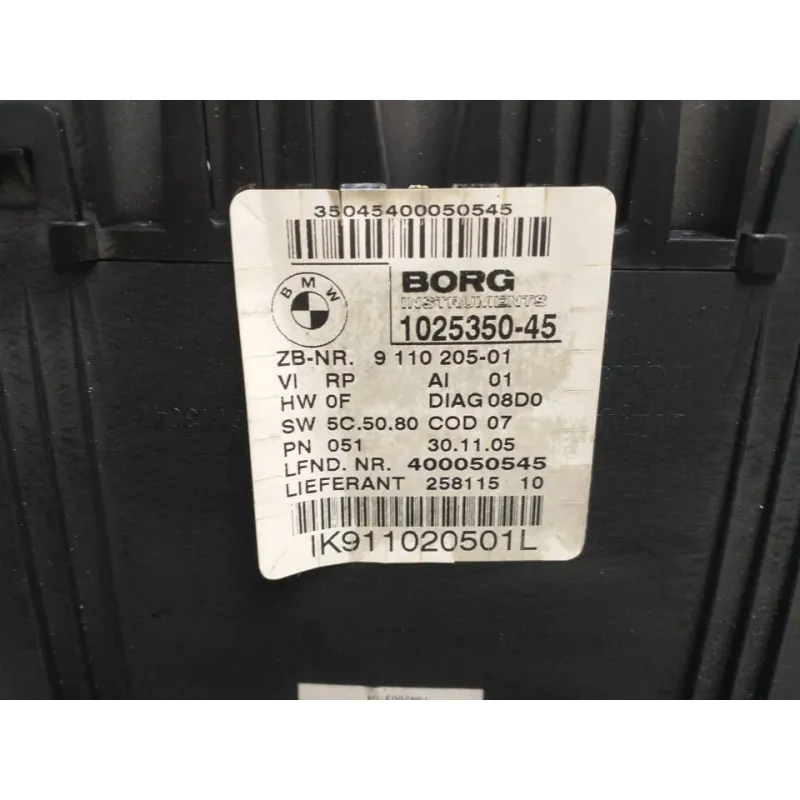 35045400050545
BMW
BORG
INSTRUMENTS
1025350-45
ZB-NR. 9 110 205-01
VI RP AI 01
HW 0F DIAG 08D0
SW 5C.50.80 COD 07
PN 051 30.11.05
LFND. NR. 400050545
LIEFERANT 258115 10
IK911020501L